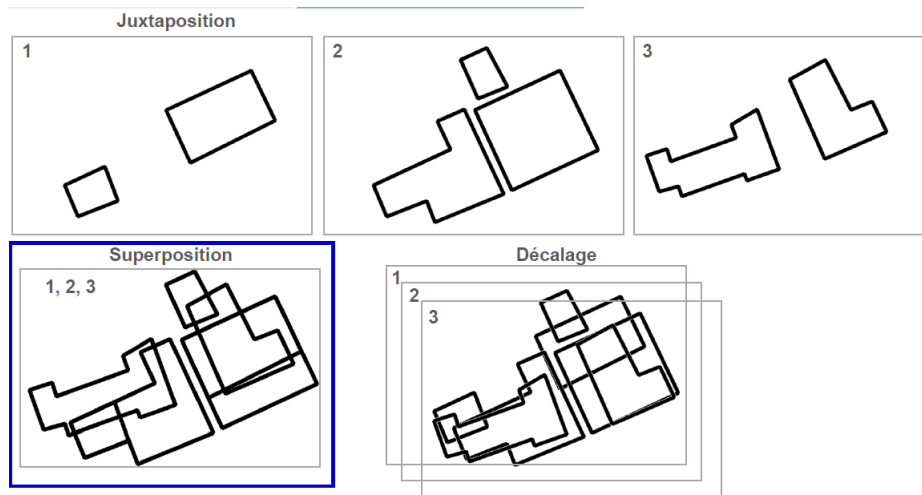 Juxtaposition
1
2
3
Superposition
1, 2, 3
Décalage
1
2
3